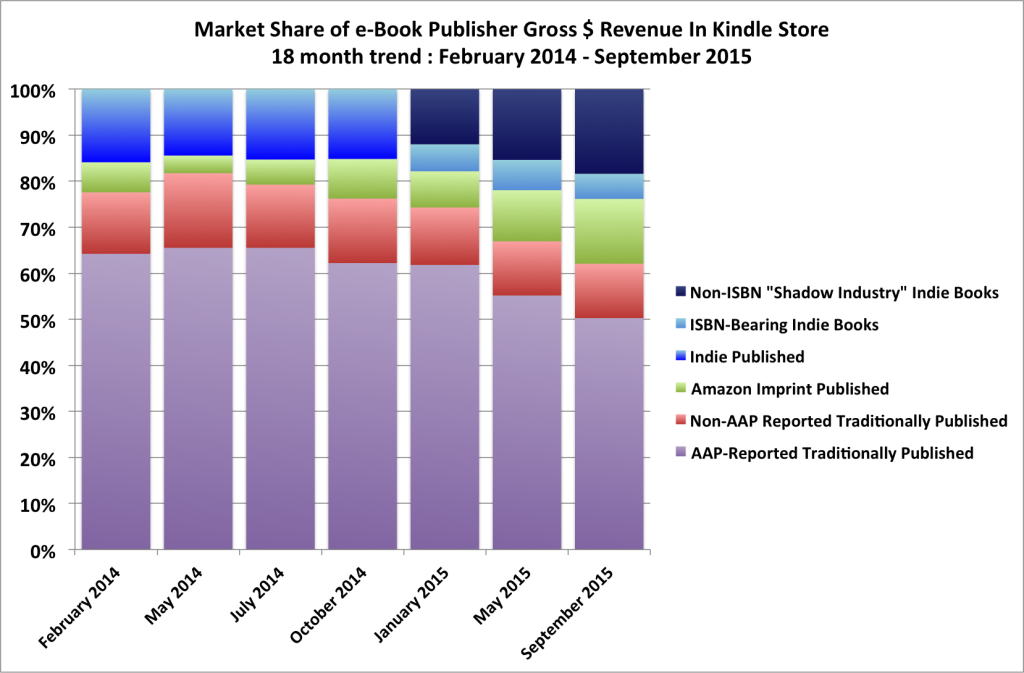 Market Share of e-Book Publisher Gross $ Revenue In Kindle Store
18 month trend : February 2014 - September 2015
100%
90%
80%
70%
60%
50%
40%
30%
20%
10%
0%
February 2014
May 2014
July 2014
October 2014
January 2015
May 2015
September 2015
Non-ISBN "Shadow Industry" Indie Books
ISBN-Bearing Indie Books
Indie Published
Amazon Imprint Published
Non-AAP Reported Traditionally Published
AAP-Reported Traditionally Published